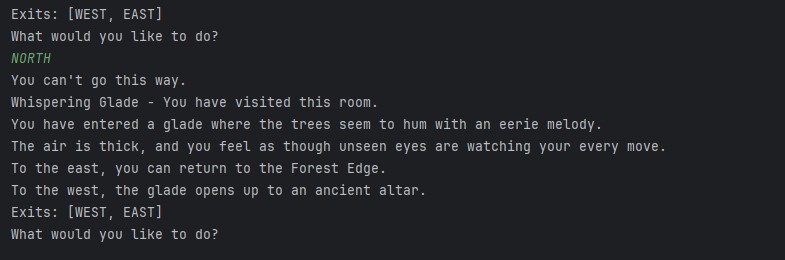 Exits: [WEST, EAST]
What would you like to do?
NORTH
You can't go this way.
Whispering Glade - You have visited this room.
You have entered a glade where the trees seem to hum with an eerie melody.
The air is thick, and you feel as though unseen eyes are watching your every move.
To the east, you can return to the Forest Edge.
To the west, the glade opens up to an ancient altar.
Exits: [WEST, EAST]
What would you like to do?